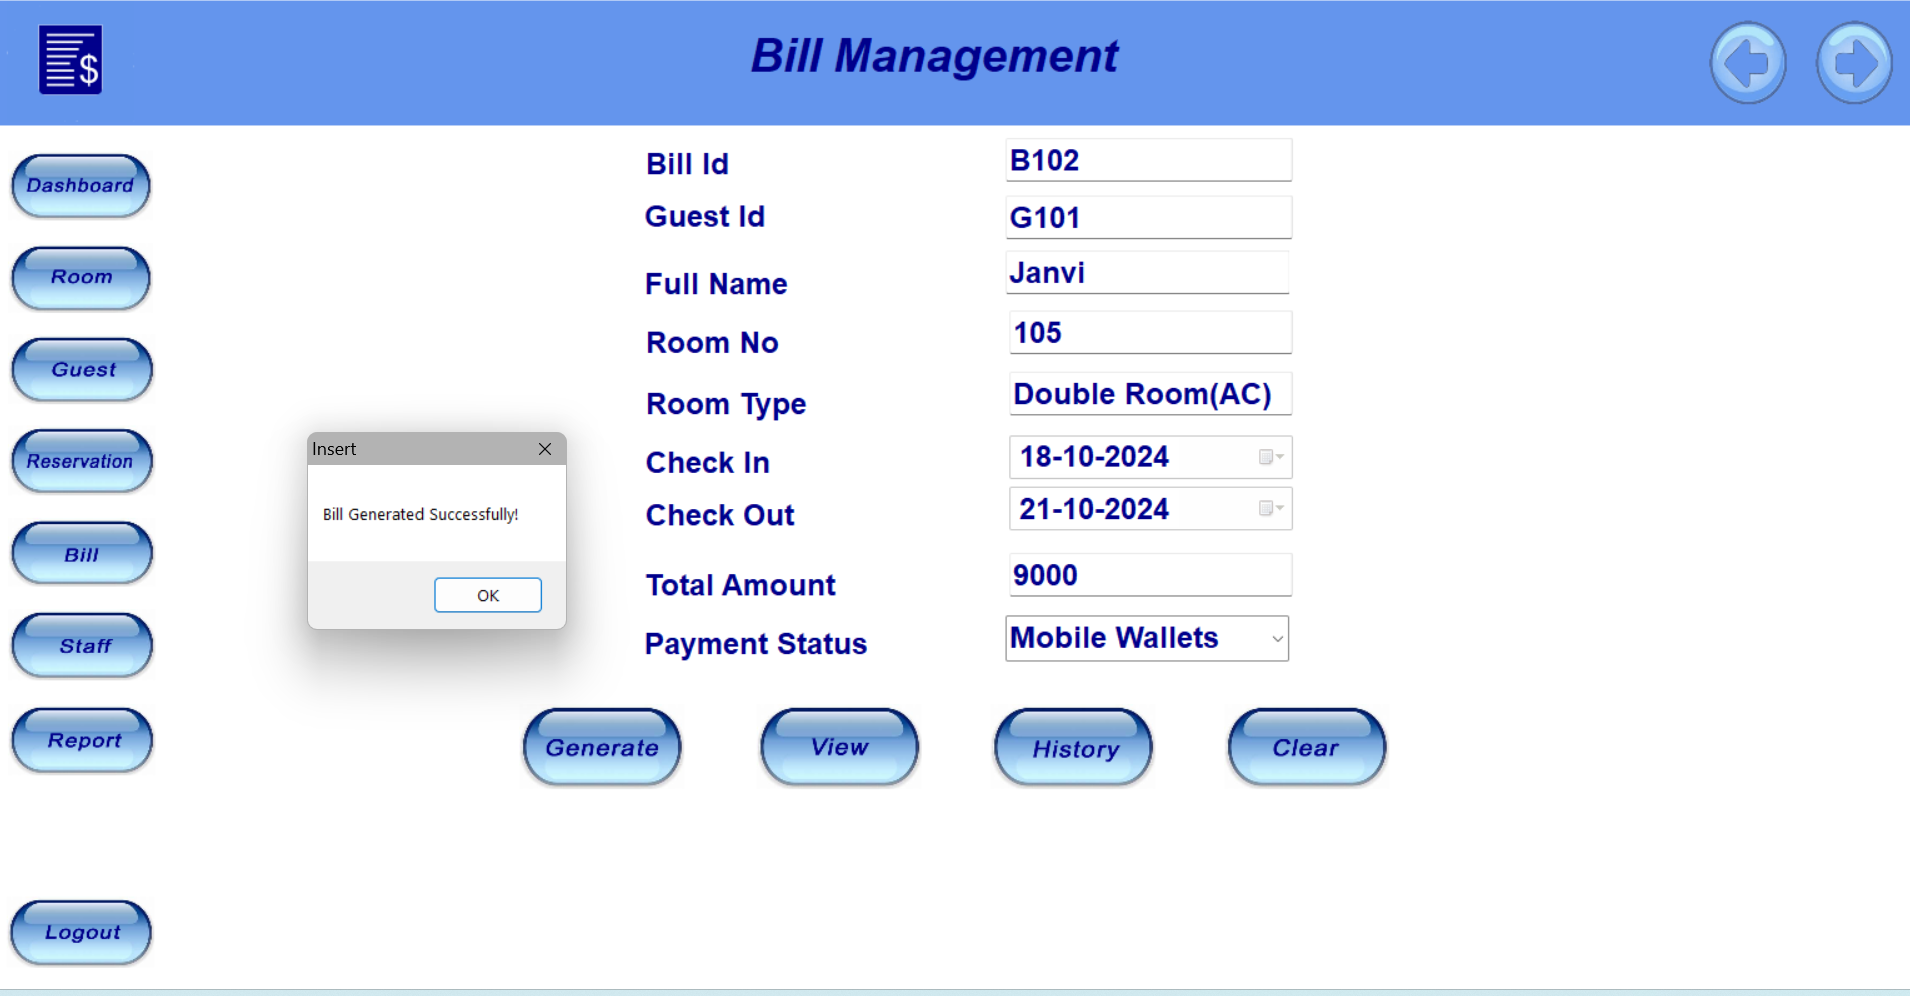 $
Bill Management
Dashboard
Room
Guest
Reservation
Bill
Staff
Report
Logout
Insert
Bill Generated Successfully!
OK
Bill Id B102
Guest Id G101
Full Name Janvi
Room No 105
Room Type Double Room(AC)
Check In 18-10-2024
Check Out 21-10-2024
Total Amount 9000
Payment Status Mobile Wallets
Generate View History Clear